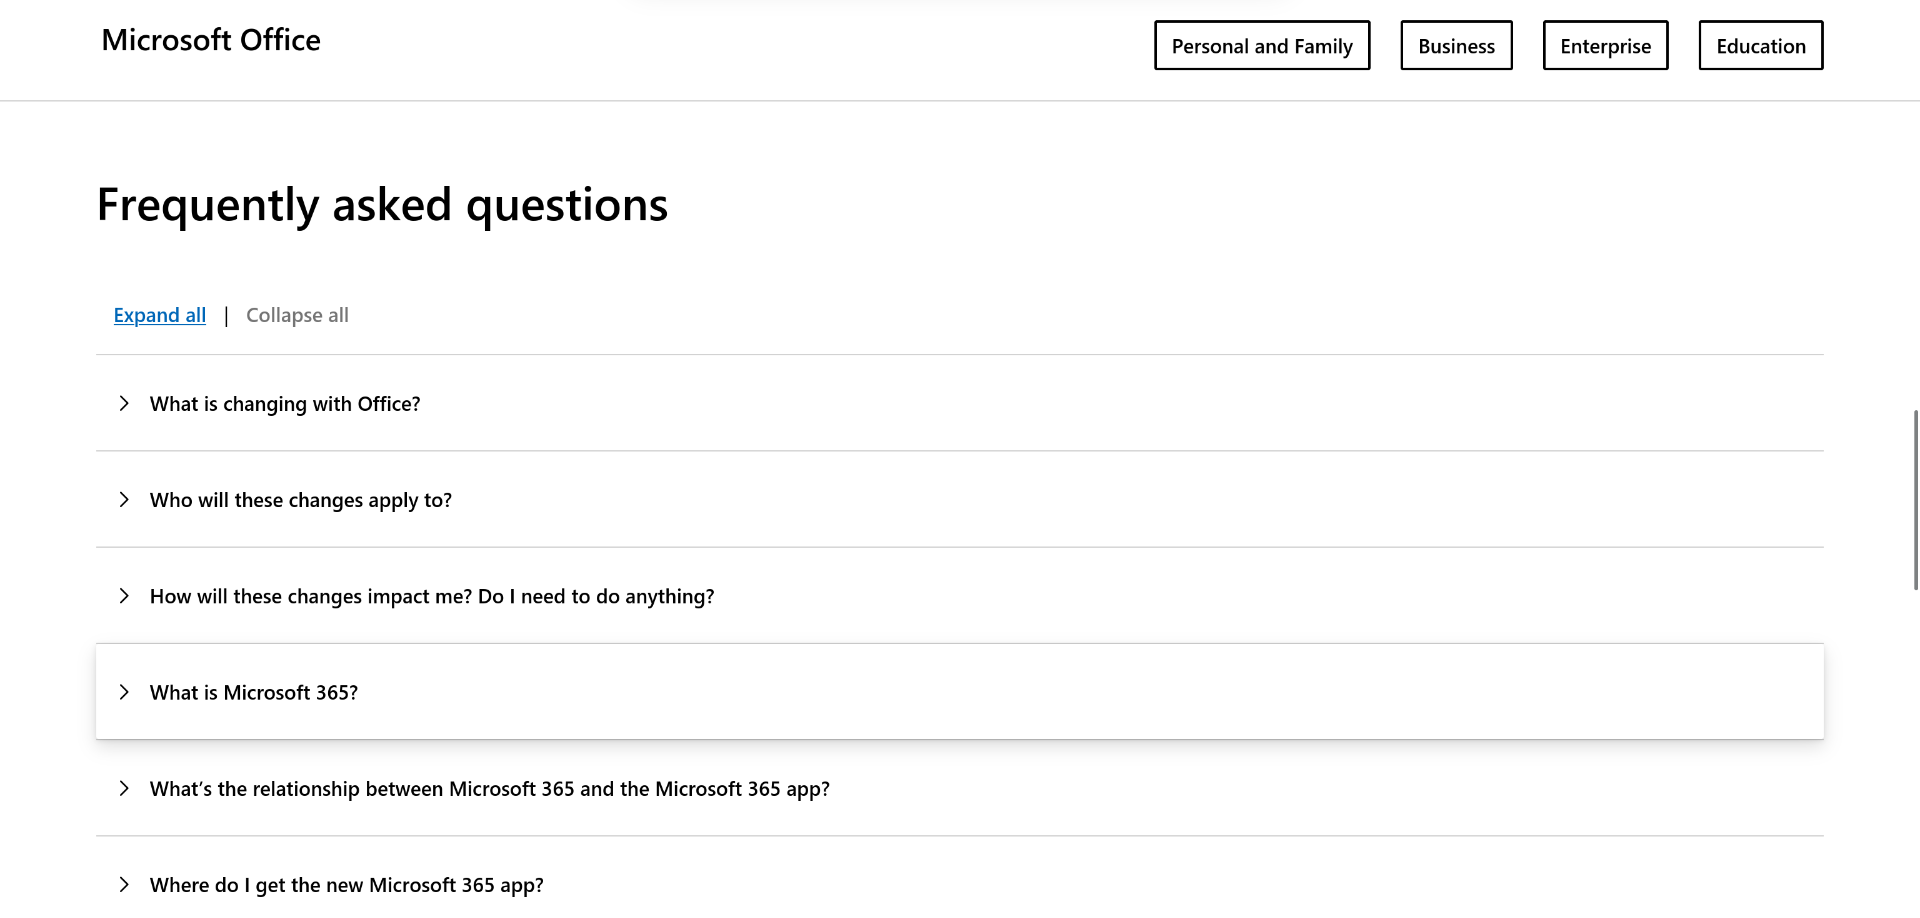 Microsoft Office
Personal and Family
Business
Enterprise
Education
Frequently asked questions
Expand all | Collapse all
What is changing with Office?
Who will these changes apply to?
How will these changes impact me? Do I need to do anything?
What is Microsoft 365?
What’s the relationship between Microsoft 365 and the Microsoft 365 app?
Where do I get the new Microsoft 365 app?